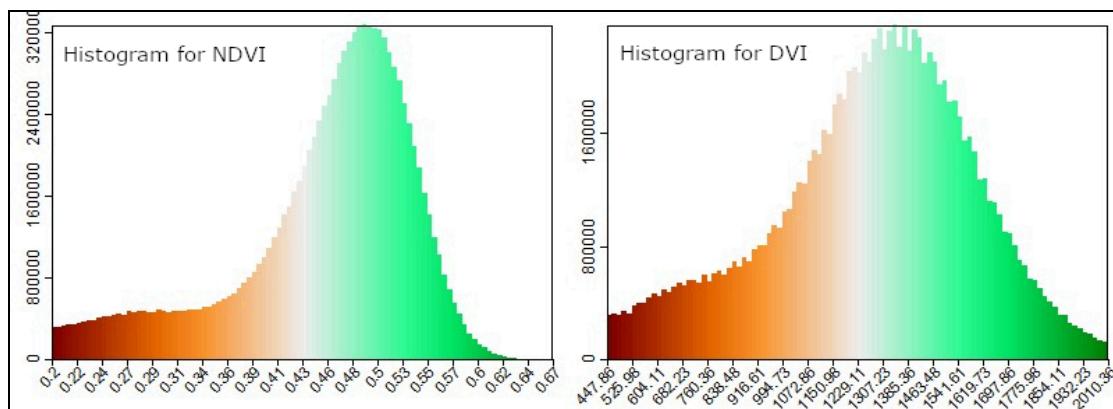 Histogram for NDVI
3200000
2400000
1600000
800000
0
0.2 0.22 0.24 0.27 0.29 0.31 0.34 0.36 0.39 0.41 0.43 0.46 0.48 0.5 0.53 0.55 0.57 0.6 0.62 0.64 0.67
Histogram for DVI
1600000
800000
0
447.86 525.98 604.11 682.23 760.36 838.48 916.61 994.73 1072.86 1150.98 1229.11 1307.23 1385.36 1463.48 1541.61 1619.73 1697.86 1775.98 1854.11 1932.23 2010.36